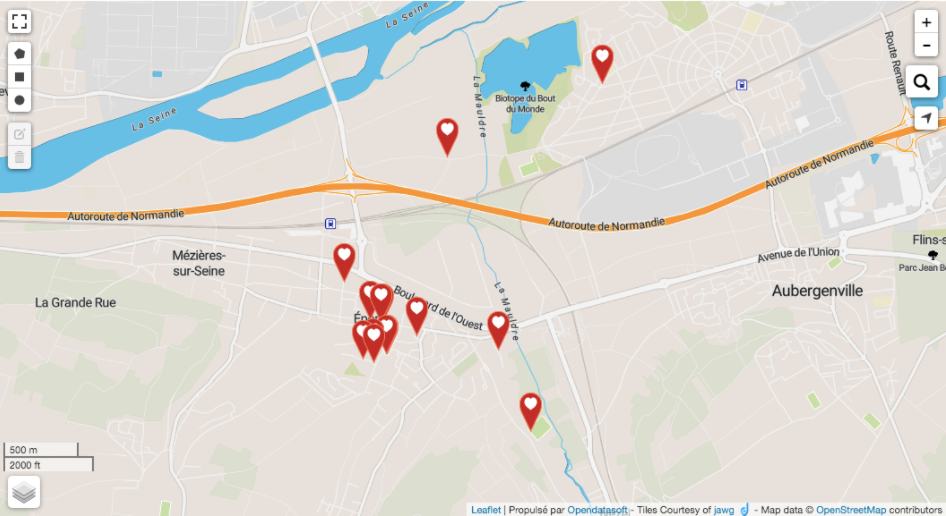 La Seine
+
-
Route Renault
La Mauldre
Biotope du Bout
du Monde
La Seine
Autoroute de Normandie
Autoroute de Normandie
Autoroute de Normandie
Flins-s
Avenue de l'Union
Mézières-
sur-Seine
Parc Jean B
Aubergenville
La Grande Rue
Boulevard de l'Ouest
La Mauldre
500 m
2000 ft
Leaflet | Propulsé par Opendatasoft - Tiles Courtesy of jawg - Map data © OpenStreetMap contributors